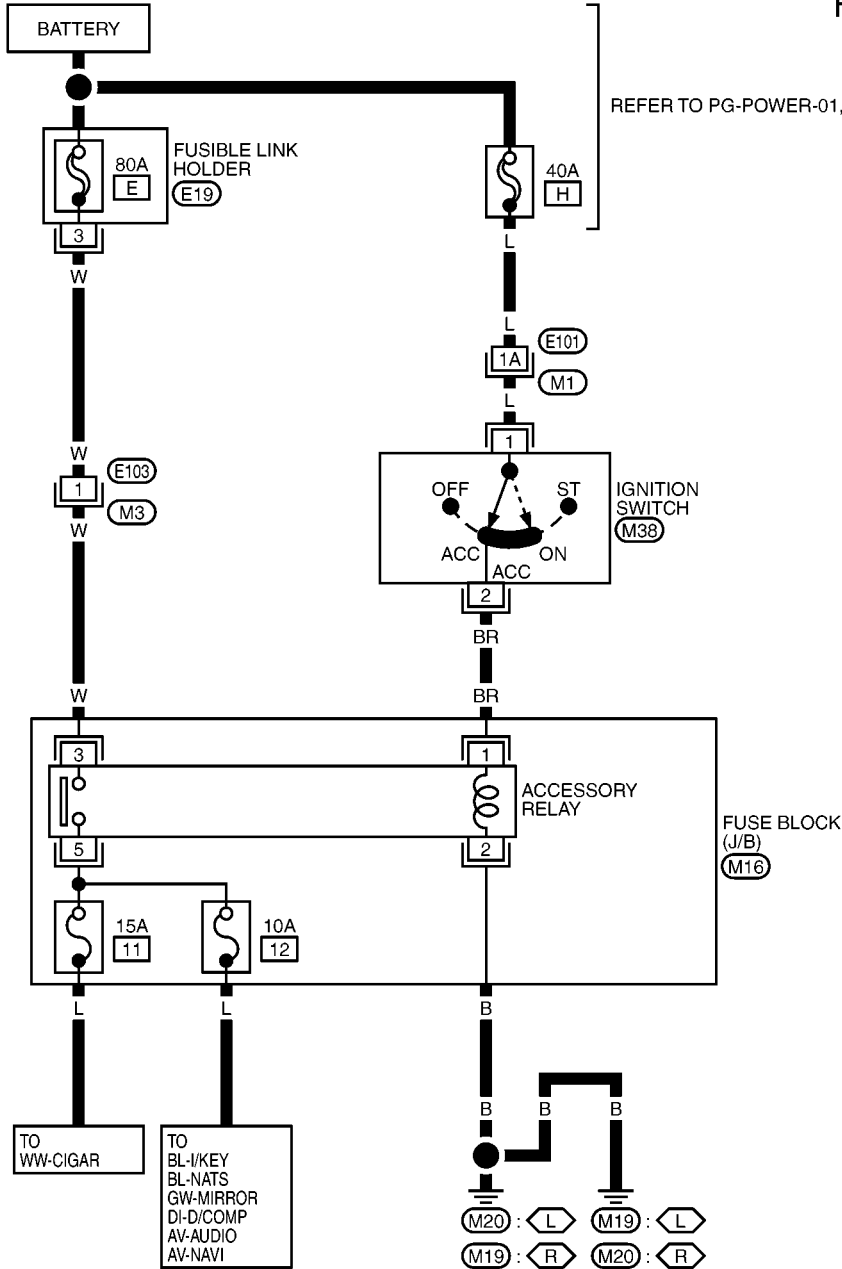 BATTERY
REFER TO PG-POWER-01,
80A
E
FUSIBLE LINK
HOLDER
E19
40A
H
3
W
L
L
1A
E101
M1
L
W
1
E103
M3
W
1
OFF
ST
ACC
ON
ACC
IGNITION
SWITCH
M38
2
BR
BR
W
3
1
ACCESSORY
RELAY
5
2
FUSE BLOCK
(J/B)
M16
15A
11
10A
12
L
L
B
B
B
B
TO
WW-CIGAR
TO
BL-I/KEY
BL-NATS
GW-MIRROR
DI-D/COMP
AV-AUDIO
AV-NAVI
M20 : L
M19 : L
M19 : R
M20 : R